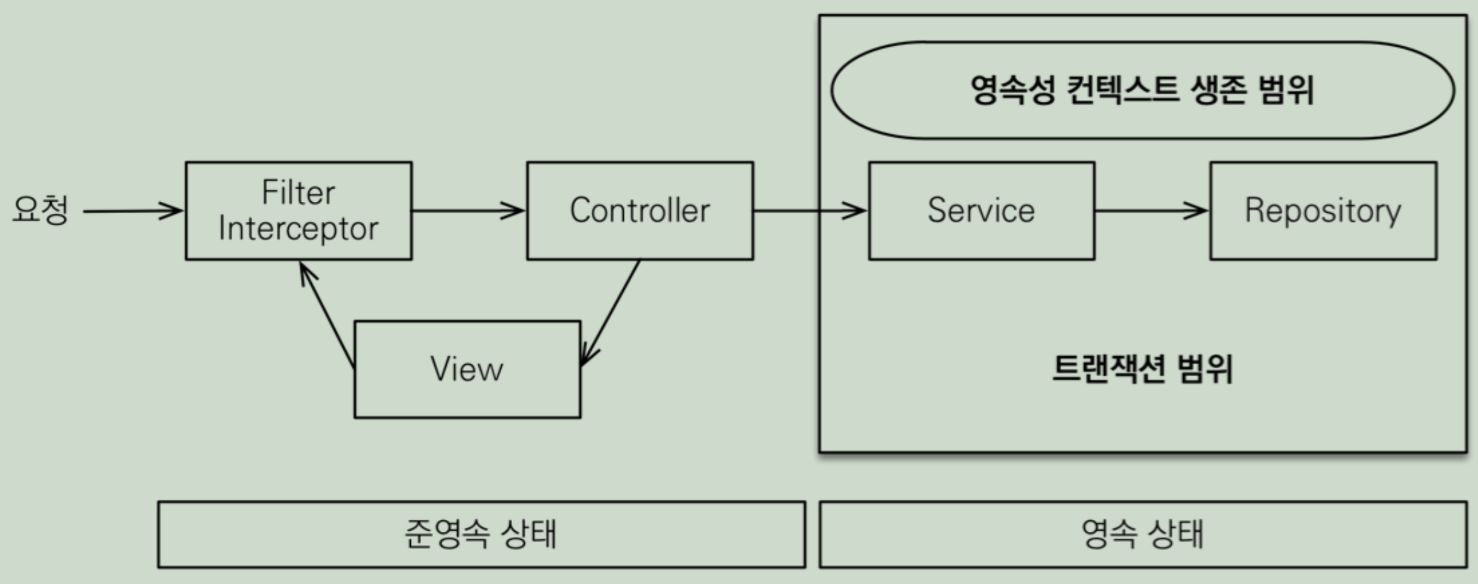 영속성 컨텍스트 생존 범위
요청
Filter
Interceptor
Controller
Service
Repository
View
트랜잭션 범위
준영속 상태
영속 상태